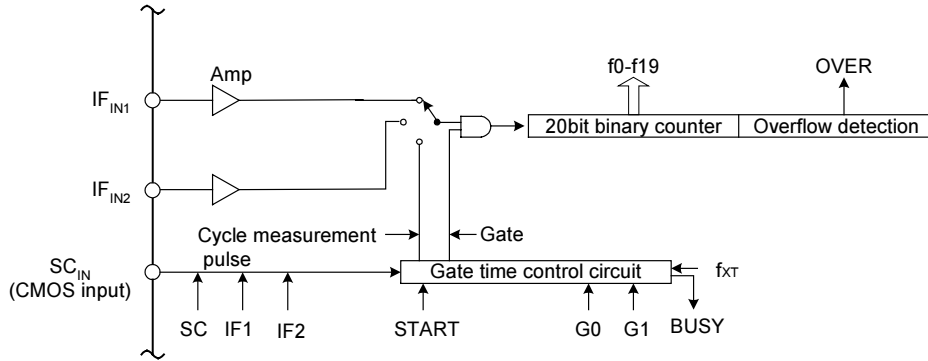 f0-f19
OVER
Amp
IF_IN1
20bit binary counter
Overflow detection
IF_IN2
Cycle measurement
pulse
Gate
SC_IN
(CMOS input)
Gate time control circuit
f_XT
SC
IF1
IF2
START
G0
G1
BUSY